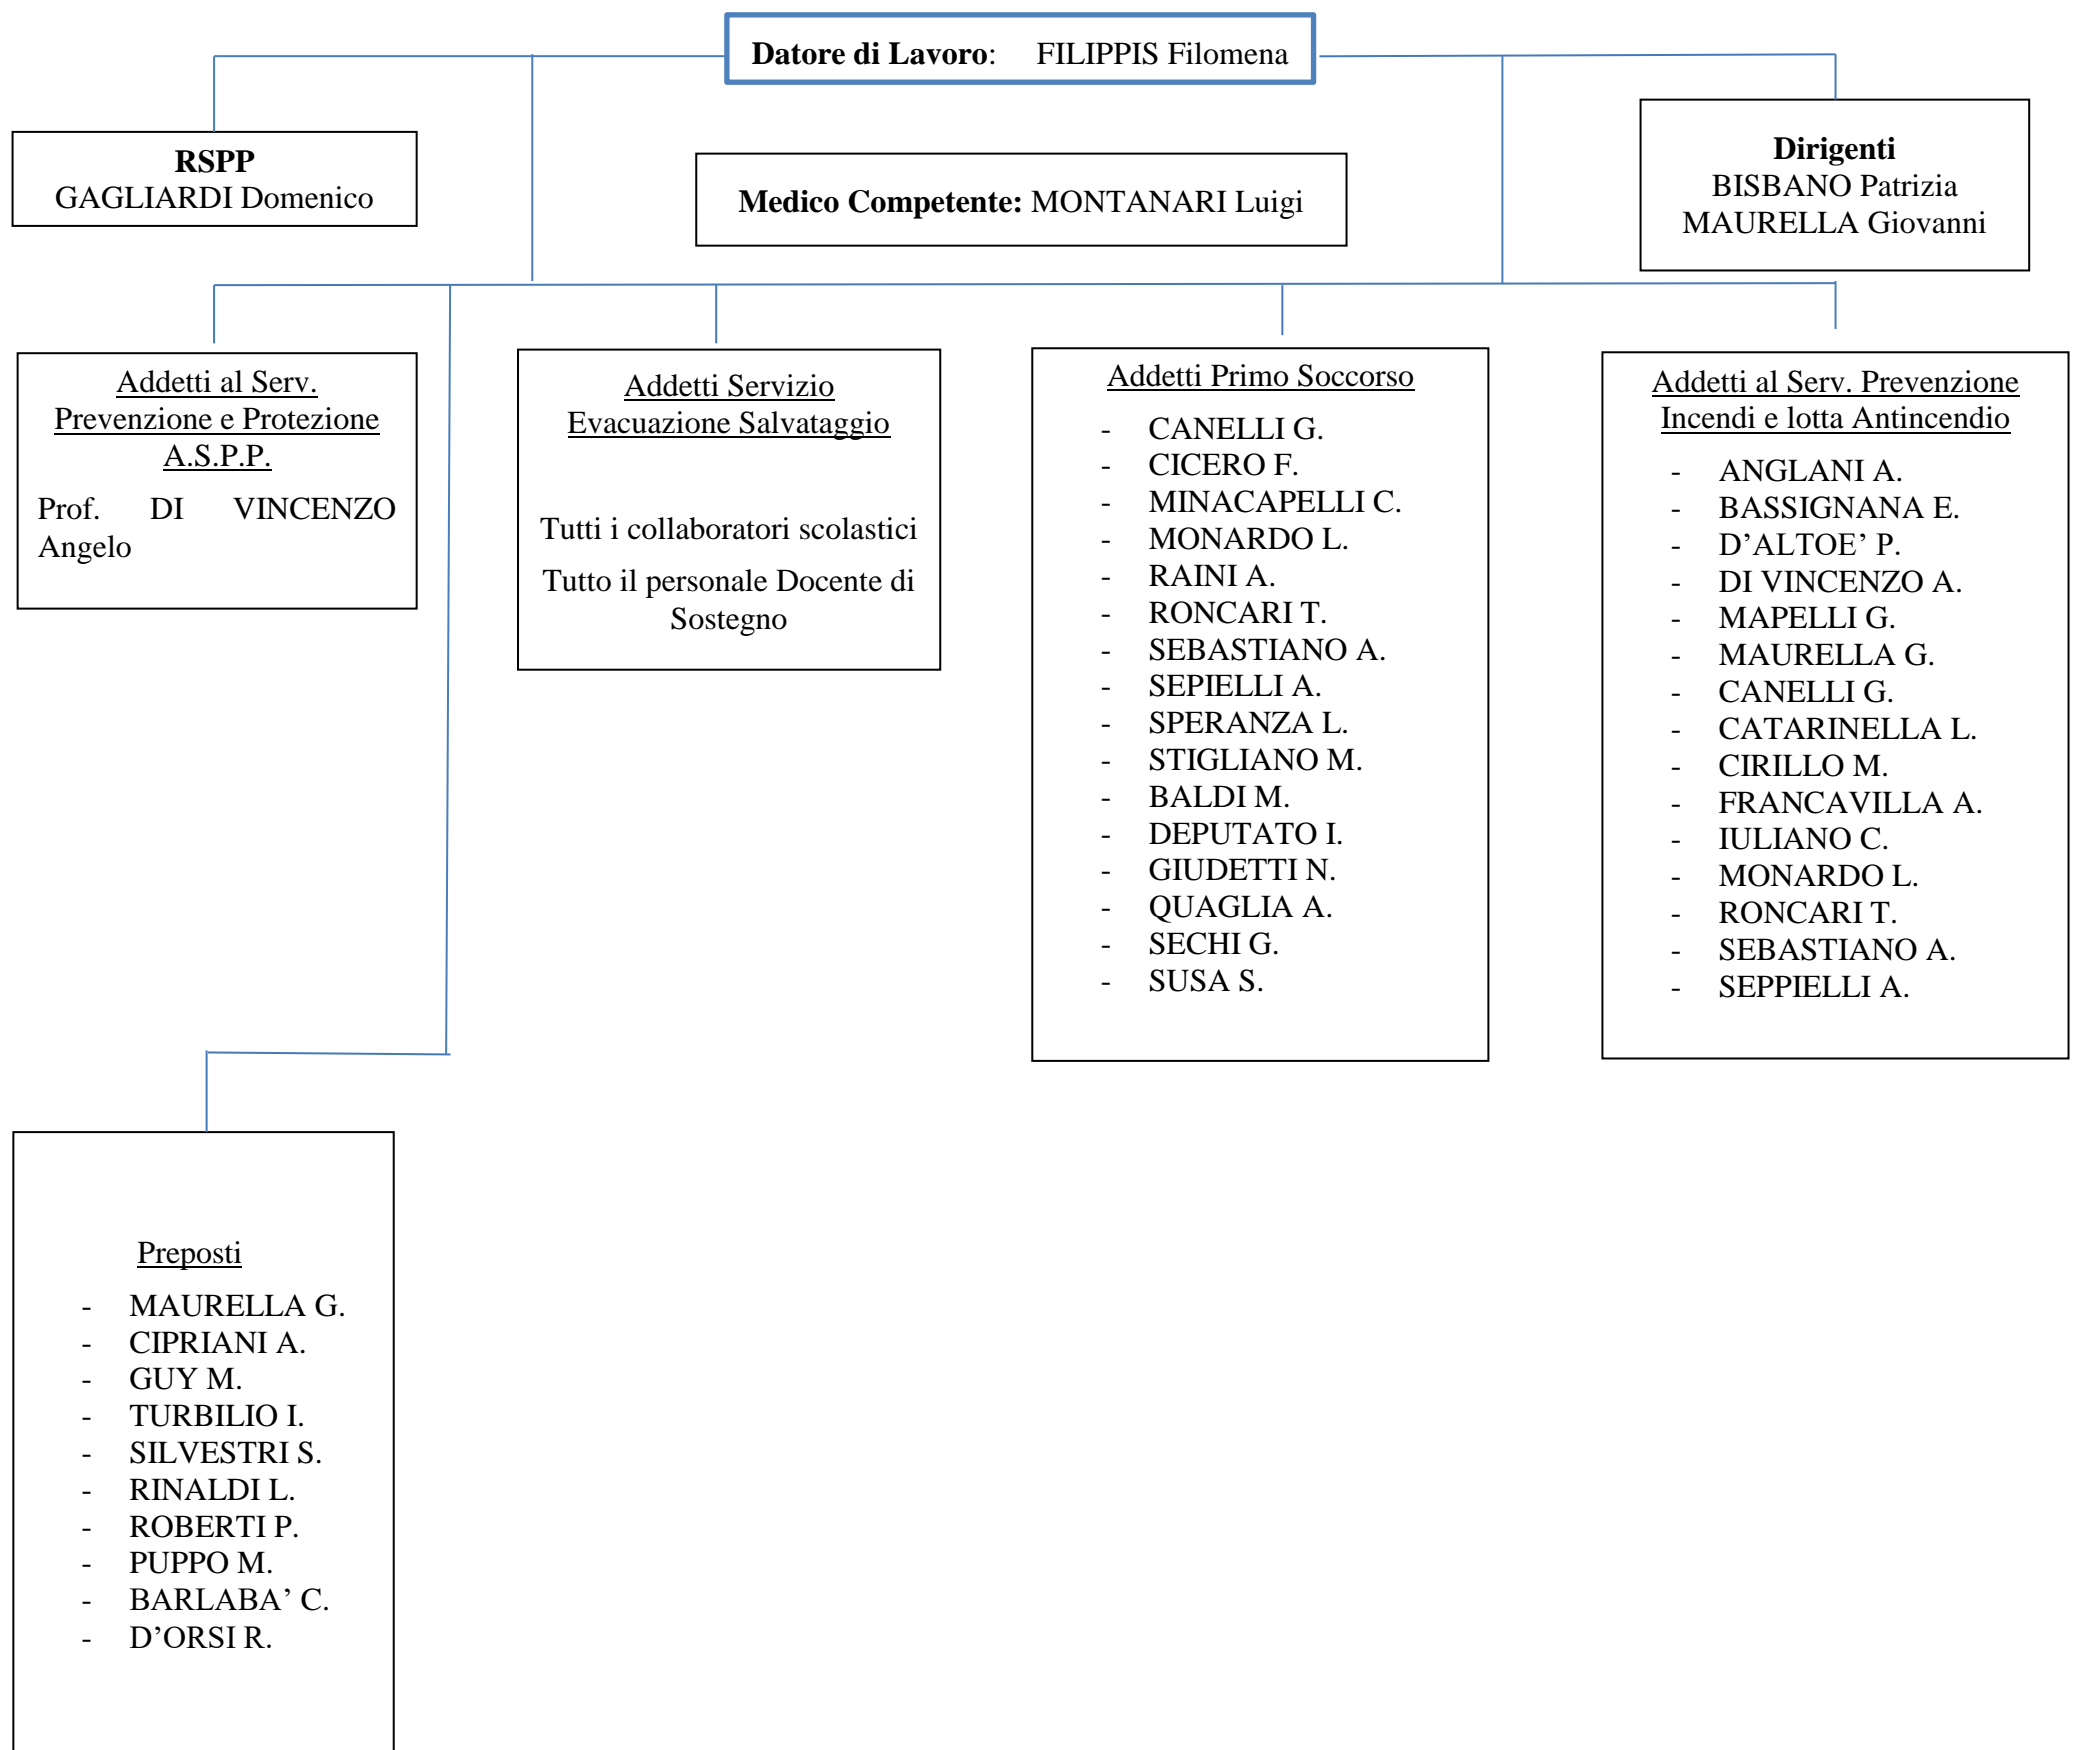 Datore di Lavoro: FILIPPIS Filomena
RSPP
GAGLIARDI Domenico
Medico Competente: MONTANARI Luigi
Dirigenti
BISBANO Patrizia
MAURELLA Giovanni
Addetti al Serv.
Prevenzione e Protezione
A.S.P.P.
Prof. DI VINCENZO
Angelo
Addetti Servizio
Evacuazione Salvataggio
Tutti i collaboratori scolastici
Tutto il personale Docente di
Sostegno
Addetti Primo Soccorso
- CANELLI G.
- CICERO F.
- MINACAPELLI C.
- MONARDO L.
- RAINI A.
- RONCARI T.
- SEBASTIANO A.
- SEPIELLI A.
- SPERANZA L.
- STIGLIANO M.
- BALDI M.
- DEPUTATO I.
- GIUDETTI N.
- QUAGLIA A.
- SECHI G.
- SUSA S.
Addetti al Serv. Prevenzione
Incendi e lotta Antincendio
- ANGLANI A.
- BASSIGNANA E.
- D’ALTOE’ P.
- DI VINCENZO A.
- MAPELLI G.
- MAURELLA G.
- CANELLI G.
- CATARINELLA L.
- CIRILLO M.
- FRANCAVILLA A.
- IULIANO C.
- MONARDO L.
- RONCARI T.
- SEBASTIANO A.
- SEPPIELLI A.
Preposti
- MAURELLA G.
- CIPRIANI A.
- GUY M.
- TURBILIO I.
- SILVESTRI S.
- RINALDI L.
- ROBERTI P.
- PUPPO M.
- BARLABA’ C.
- D’ORSI R.